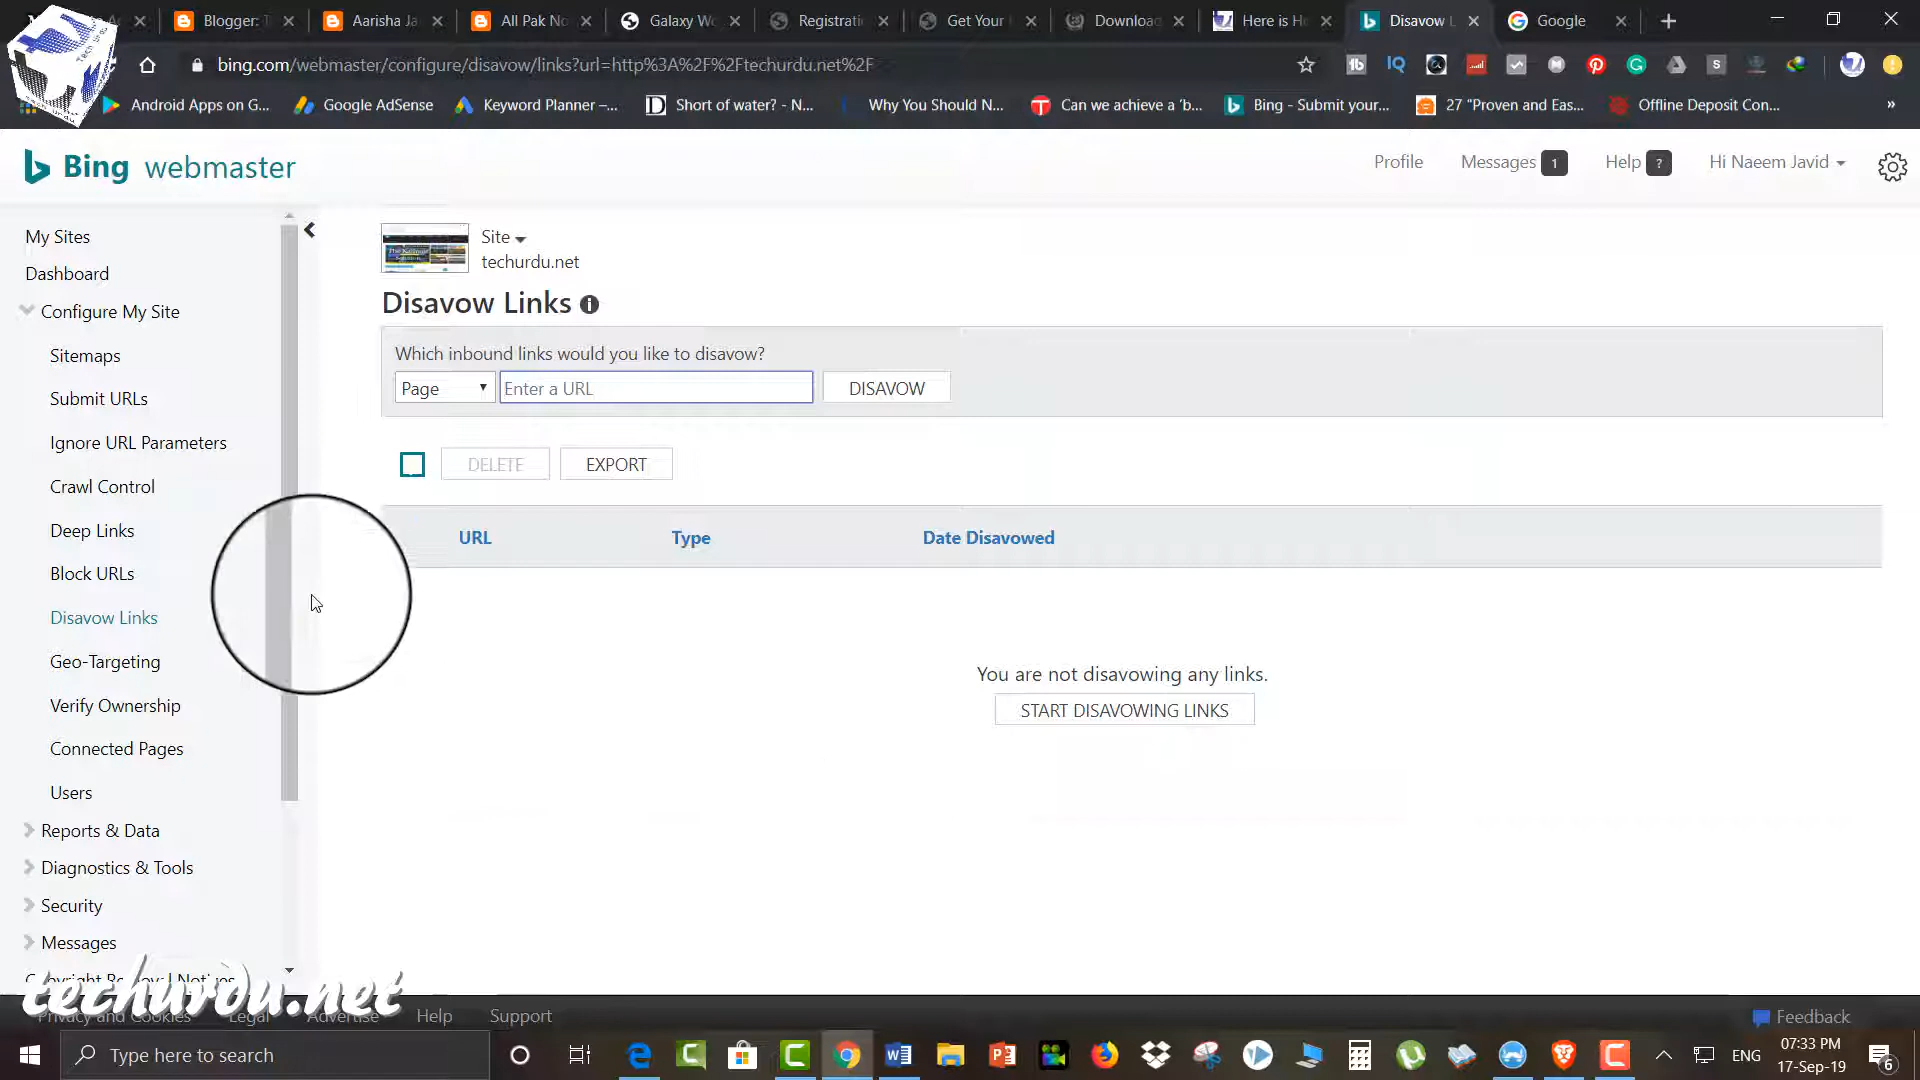 Blogger: T
Aarisha Ja
All Pak No
Galaxy Wo
Registratio
Get Your
Download
Here is H
Disavow L
Google
bing.com/webmaster/configure/disavow/links?url=http%3A%2F%2Ftechurdu.net%2F
Android Apps on G...
Google AdSense
Keyword Planner –...
Short of water? - N...
Why You Should N...
Can we achieve a 'b...
Bing - Submit your...
27 "Proven and Eas...
Offline Deposit Con...
»
Bing webmaster
Profile
Messages 1
Help ?
Hi Naeem Javid
My Sites
Dashboard
Configure My Site
Sitemaps
Submit URLs
Ignore URL Parameters
Crawl Control
Deep Links
Block URLs
Disavow Links
Geo-Targeting
Verify Ownership
Connected Pages
Users
Reports & Data
Diagnostics & Tools
Security
Messages
Site
techurdu.net
Disavow Links
Which inbound links would you like to disavow?
Page
Enter a URL
DISAVOW
DELETE
EXPORT
URL
Type
Date Disavowed
You are not disavowing any links.
START DISAVOWING LINKS
techurdu.net
Privacy and Cookies
Legal
Advertise
Help
Support
Feedback
Type here to search
ENG
07:33 PM
17-Sep-19
6